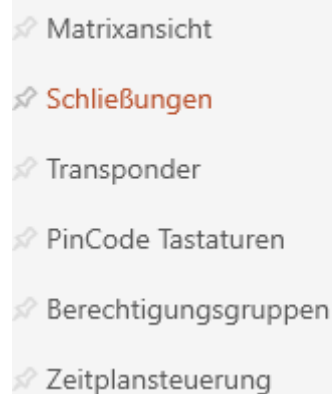 Matrixansicht
Schließungen
Transponder
PinCode Tastaturen
Berechtigungsgruppen
Zeitplansteuerung